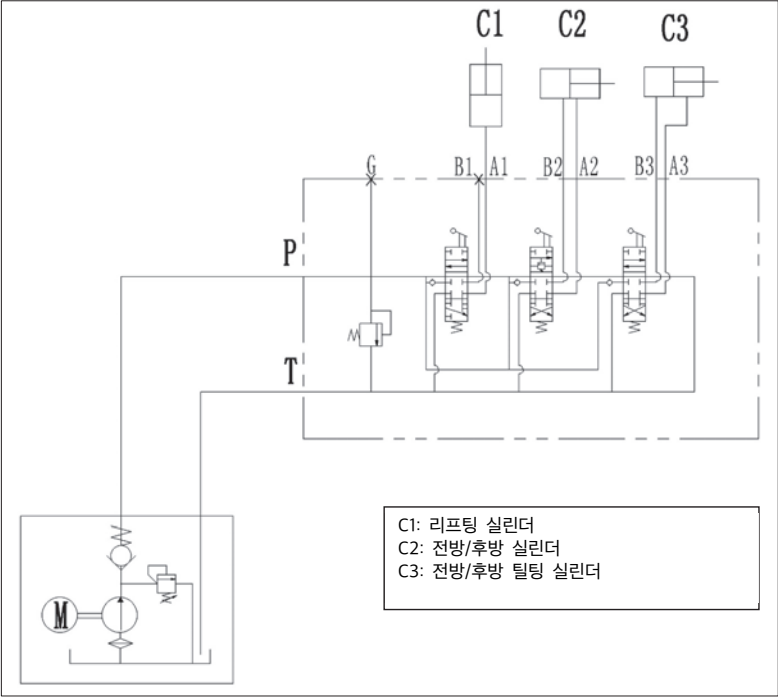 C1 C2 C3
G B1 A1 B2 A2 B3 A3
P
T
M
C1: 리프팅 실린더
C2: 전방/후방 실린더
C3: 전방/후방 틸팅 실린더